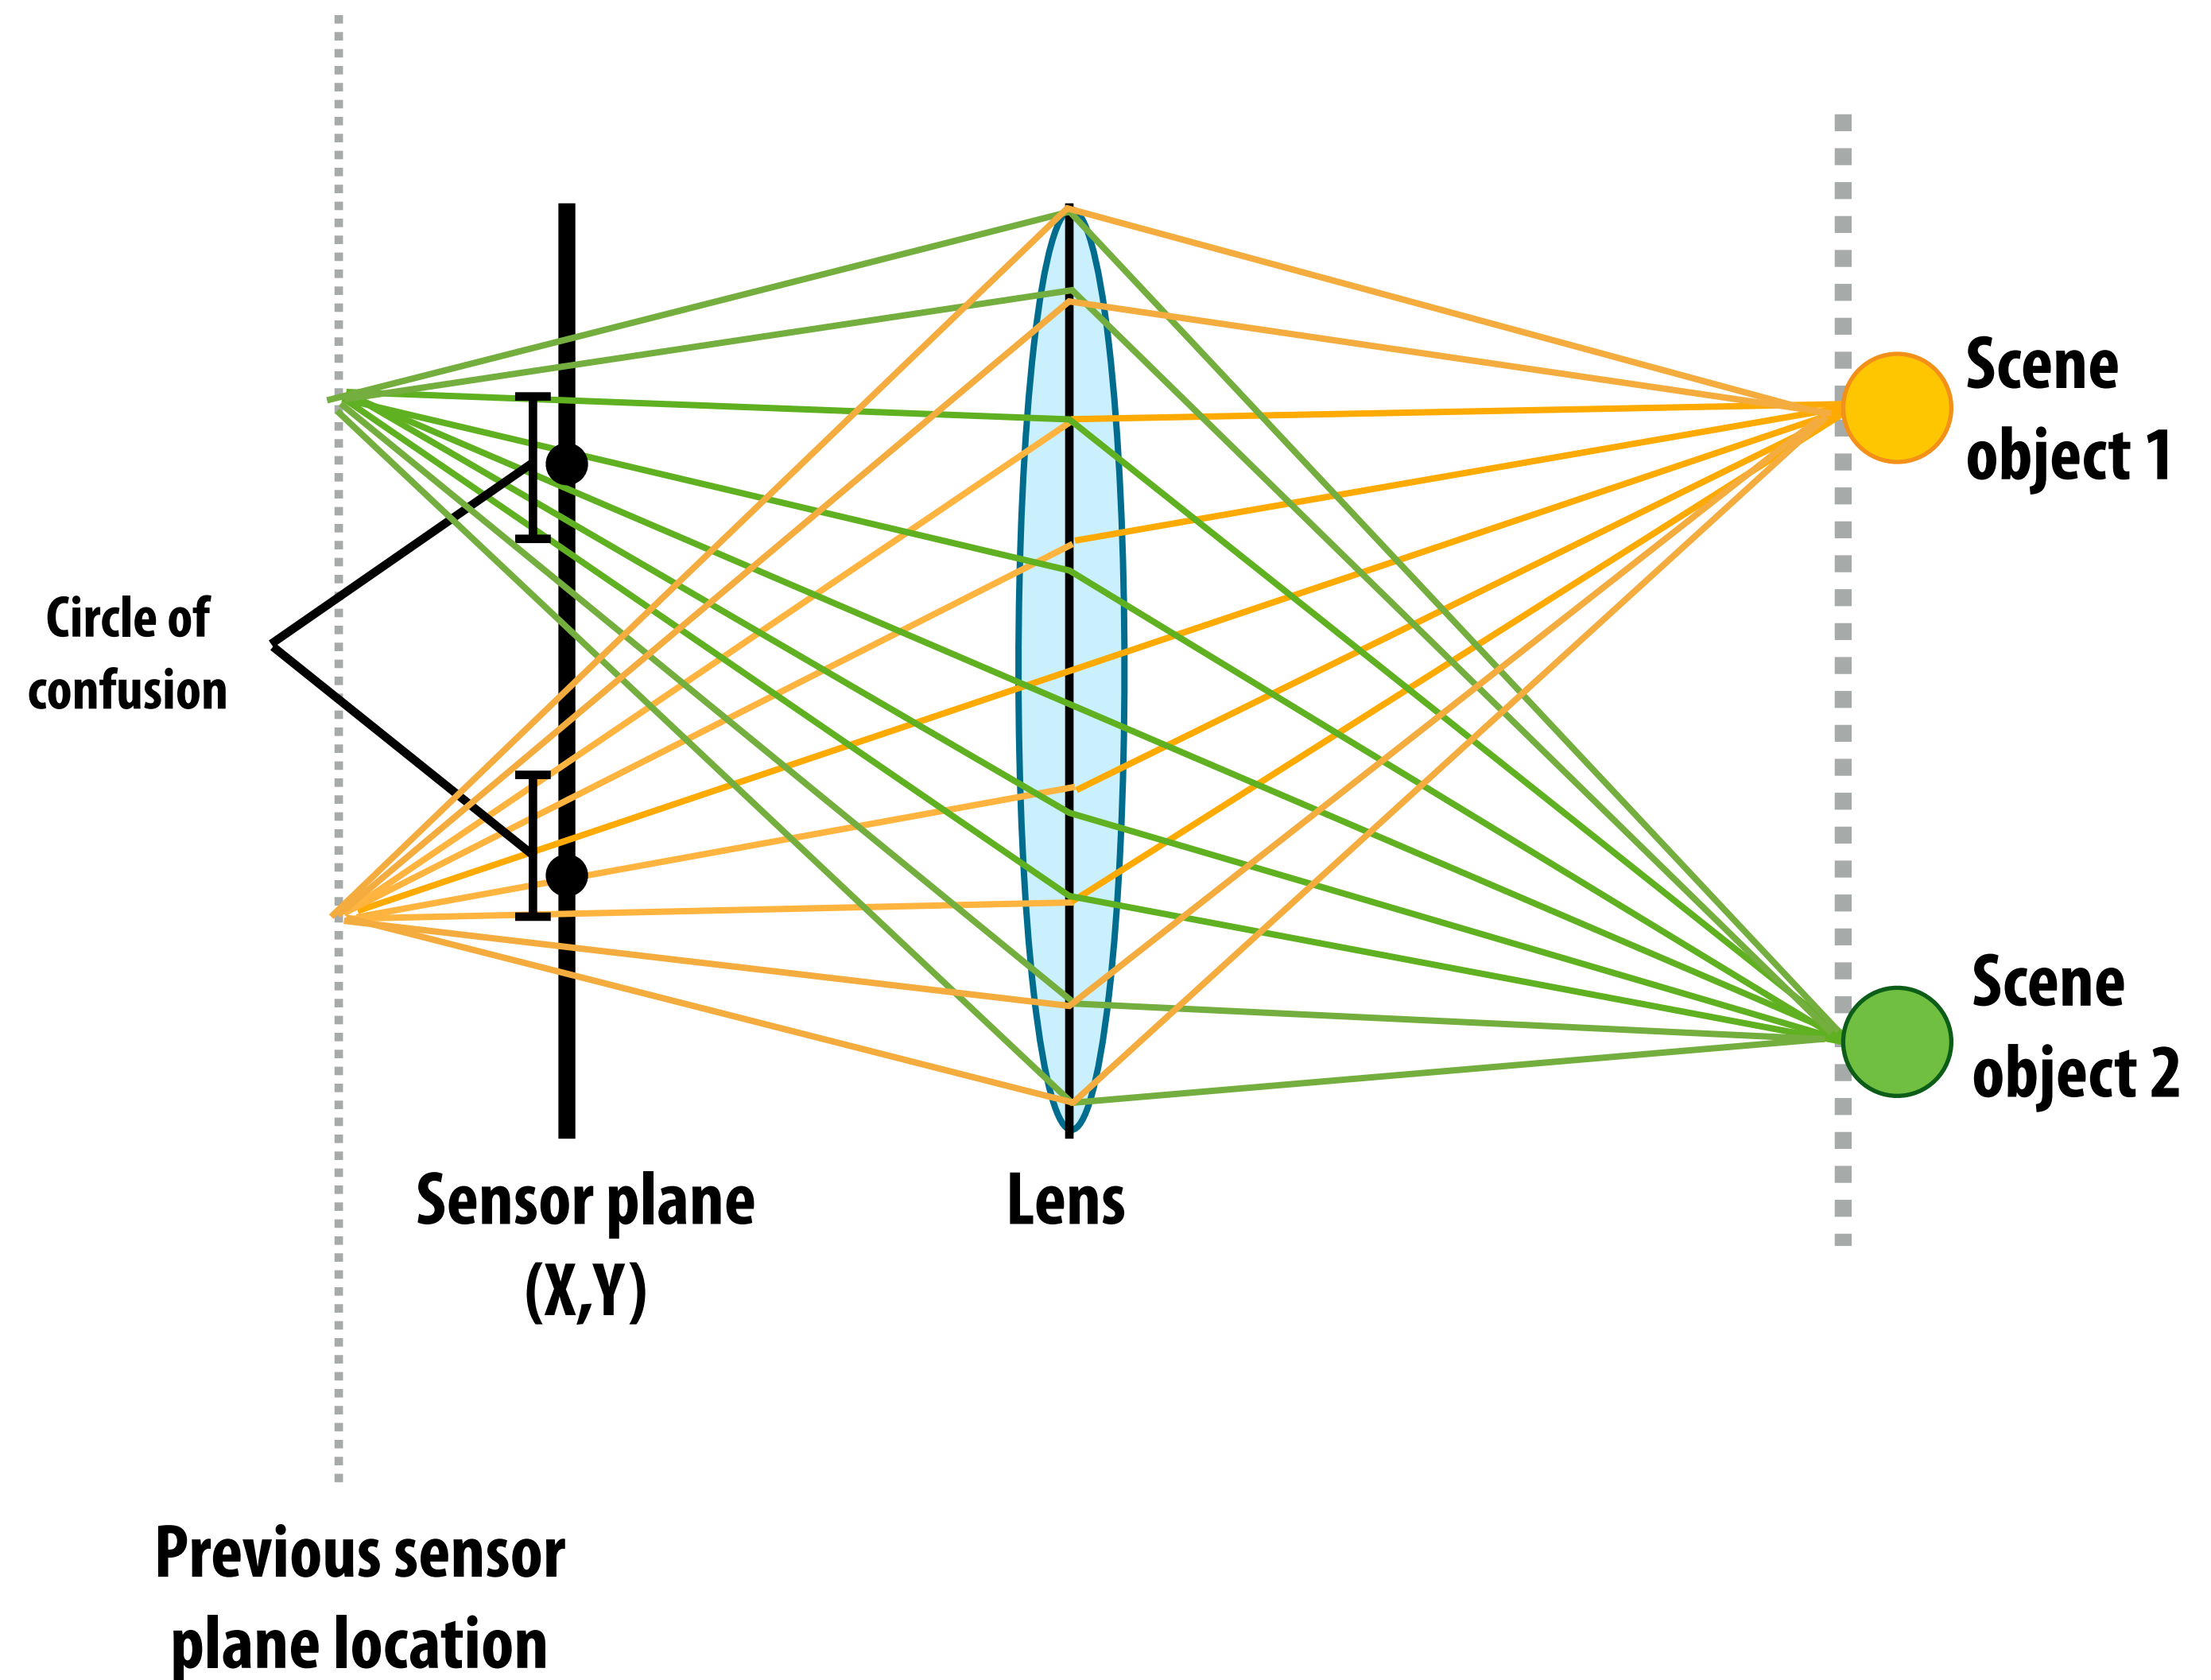 Scene
object 1
Circle of
confusion
Scene
object 2
Sensor plane
(X,Y)
Lens
Previous sensor
plane location